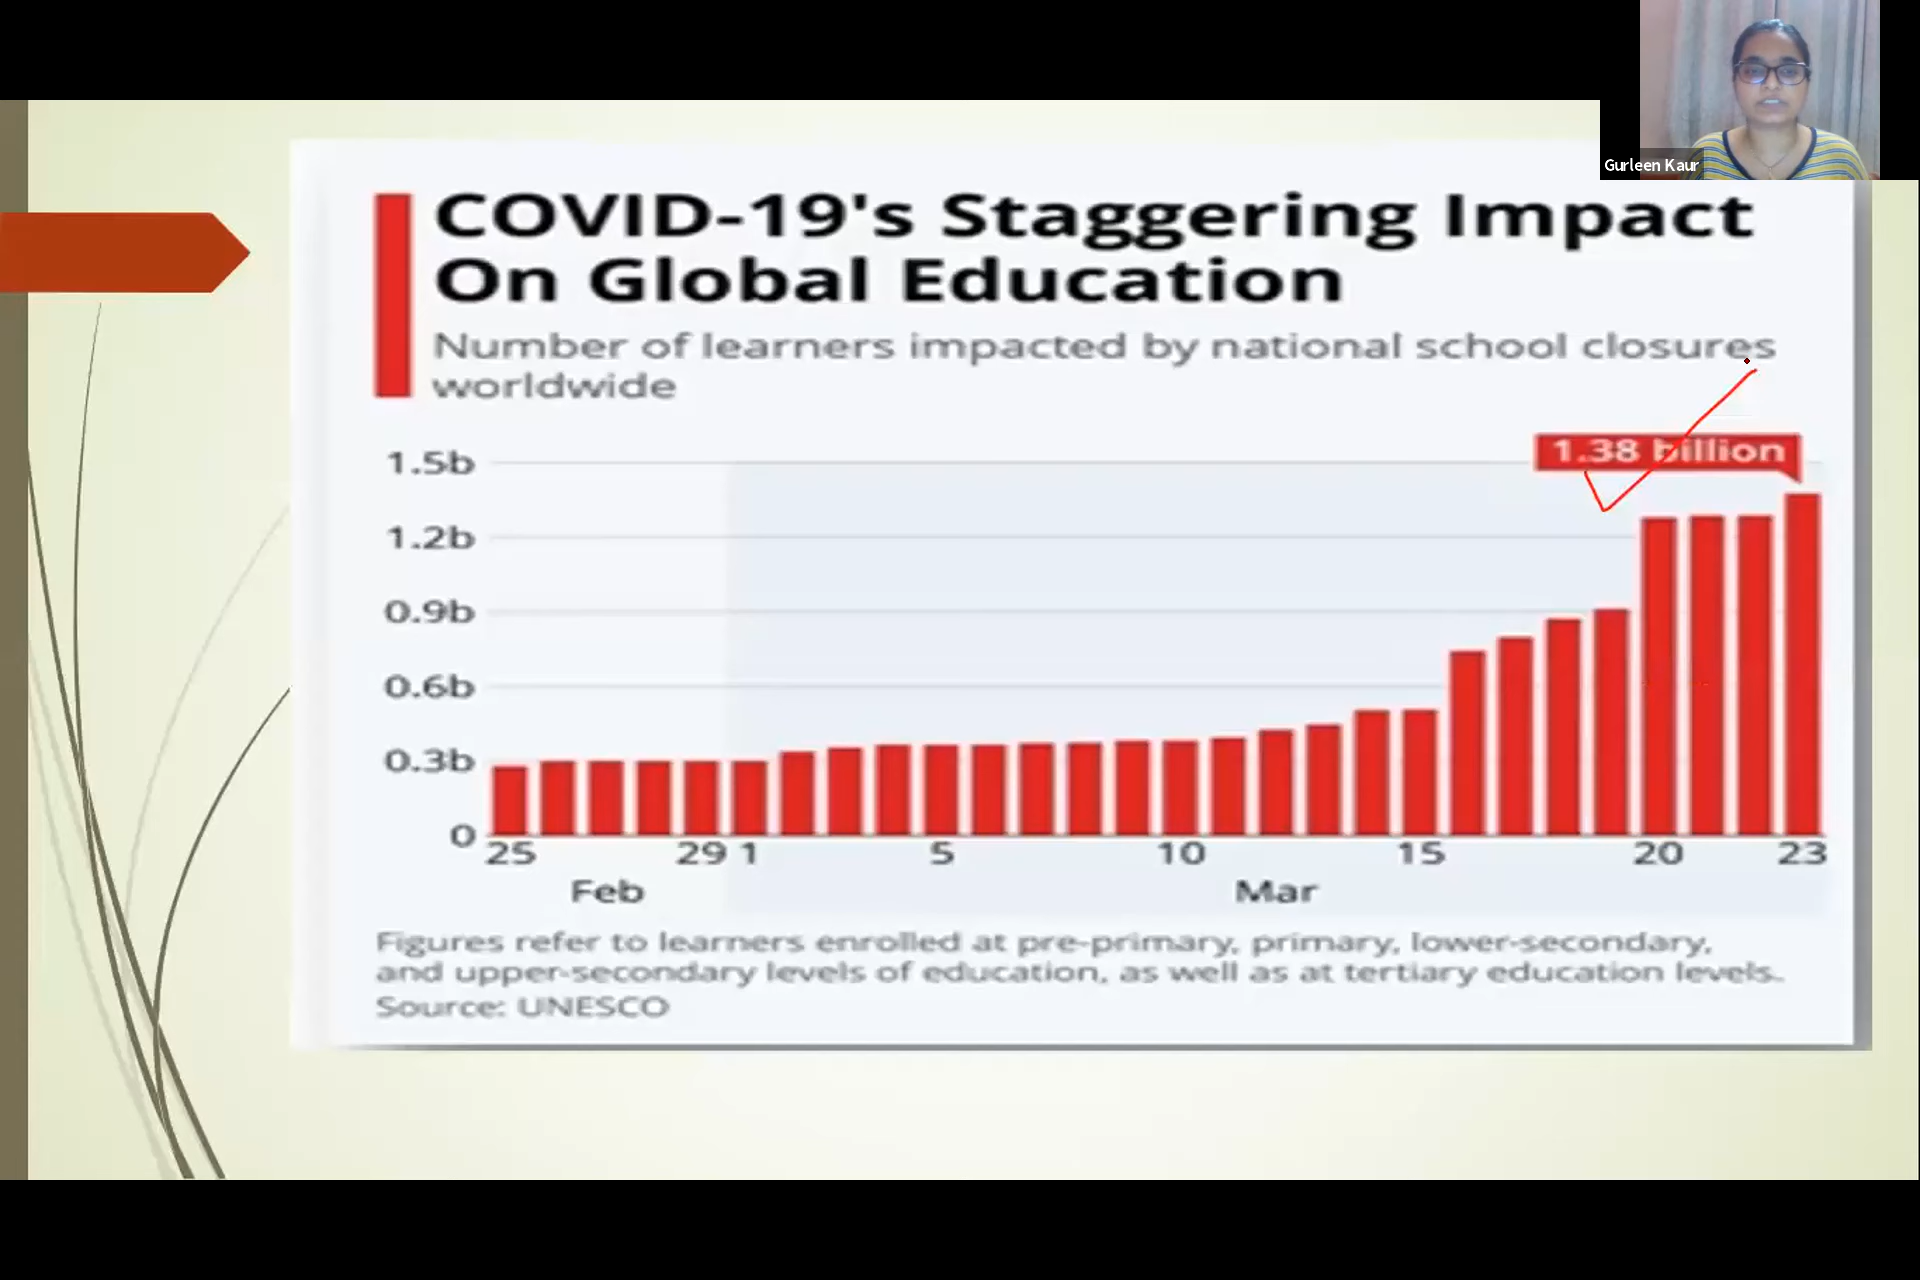 Gurleen Kaur
COVID-19's Staggering Impact
On Global Education
Number of learners impacted by national school closures
worldwide
1.38 billion
1.5b
1.2b
0.9b
0.6b
0.3b
0
25 29 1 5 10 15 20 23
Feb Mar
Figures refer to learners enrolled at pre-primary, primary, lower-secondary,
and upper-secondary levels of education, as well as at tertiary education levels.
Source: UNESCO